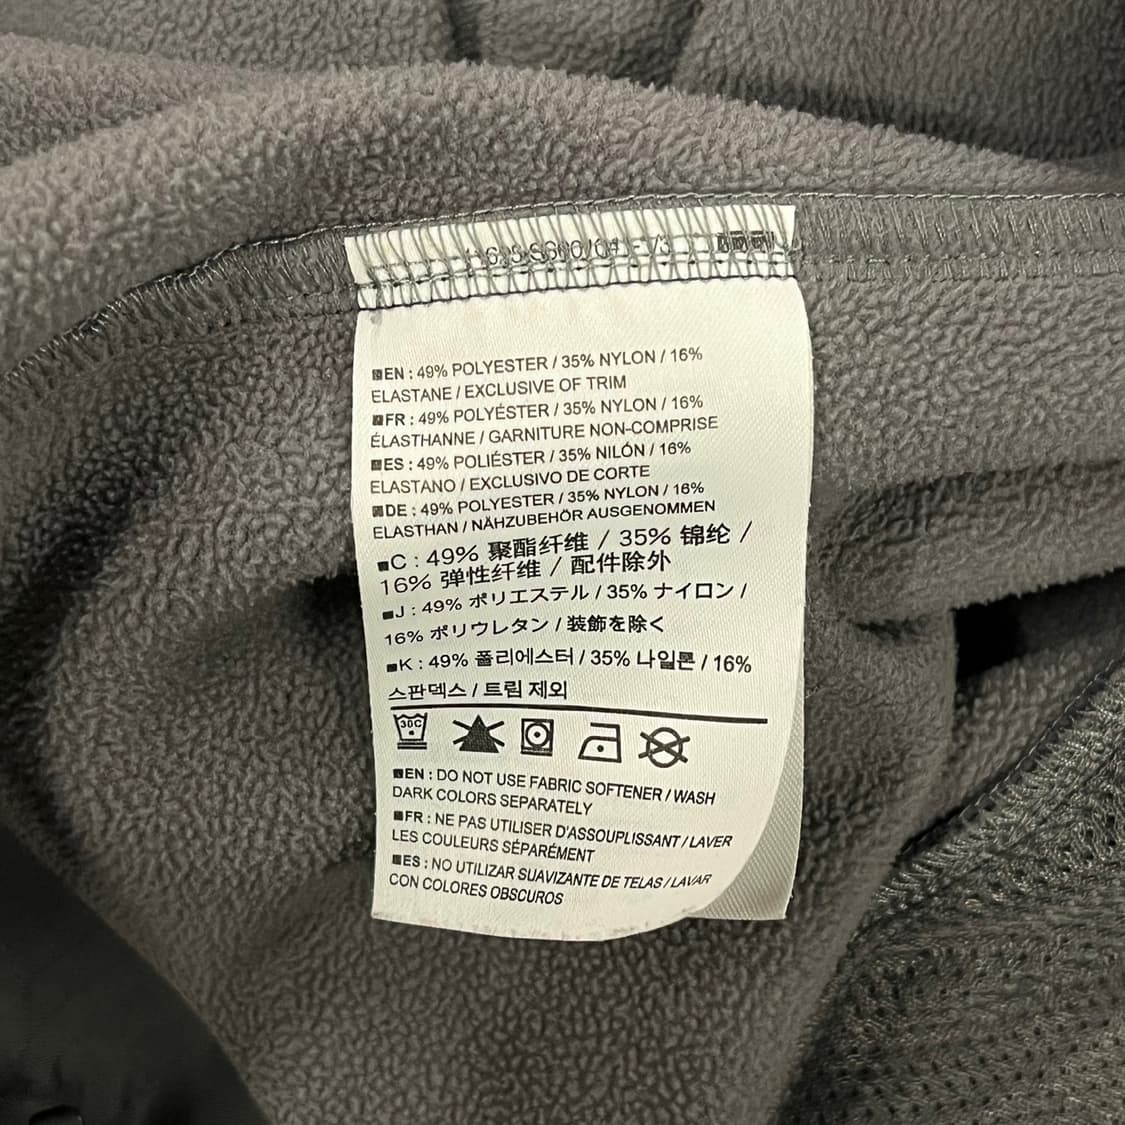 EN : 49% POLYESTER / 35% NYLON / 16%
ELASTANE / EXCLUSIVE OF TRIM
FR : 49% POLYÉSTER / 35% NYLON / 16%
ÉLASTHANNE / GARNITURE NON-COMPRISE
ES : 49% POLIÉSTER / 35% NILÓN / 16%
ELASTANO / EXCLUSIVO DE CORTE
DE : 49% POLYESTER / 35% NYLON / 16%
ELASTHAN / NÄHZUBEHÖR AUSGENOMMEN
C : 49% 聚酯纤维 / 35% 锦纶 /
16% 弹性纤维 / 配件除外
J : 49% ポリエステル / 35% ナイロン /
16% ポリウレタン / 装飾を除く
K : 49% 폴리에스터 / 35% 나일론 / 16%
스판덱스 / 트림 제외
30C
EN : DO NOT USE FABRIC SOFTENER / WASH
DARK COLORS SEPARATELY
FR : NE PAS UTILISER D'ASSOUPLISSANT / LAVER
LES COULEURS SÉPARÉMENT
ES : NO UTILIZAR SUAVIZANTE DE TELAS / LAVAR
CON COLORES OBSCUROS